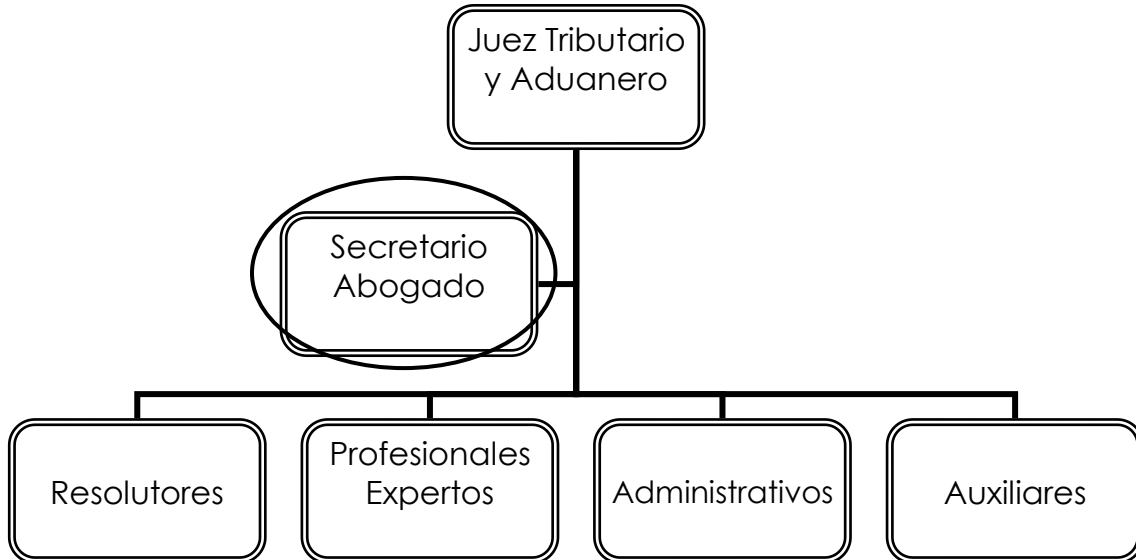 Juez Tributario
y Aduanero
Secretario
Abogado
Resolutores
Profesionales
Expertos
Administrativos
Auxiliares